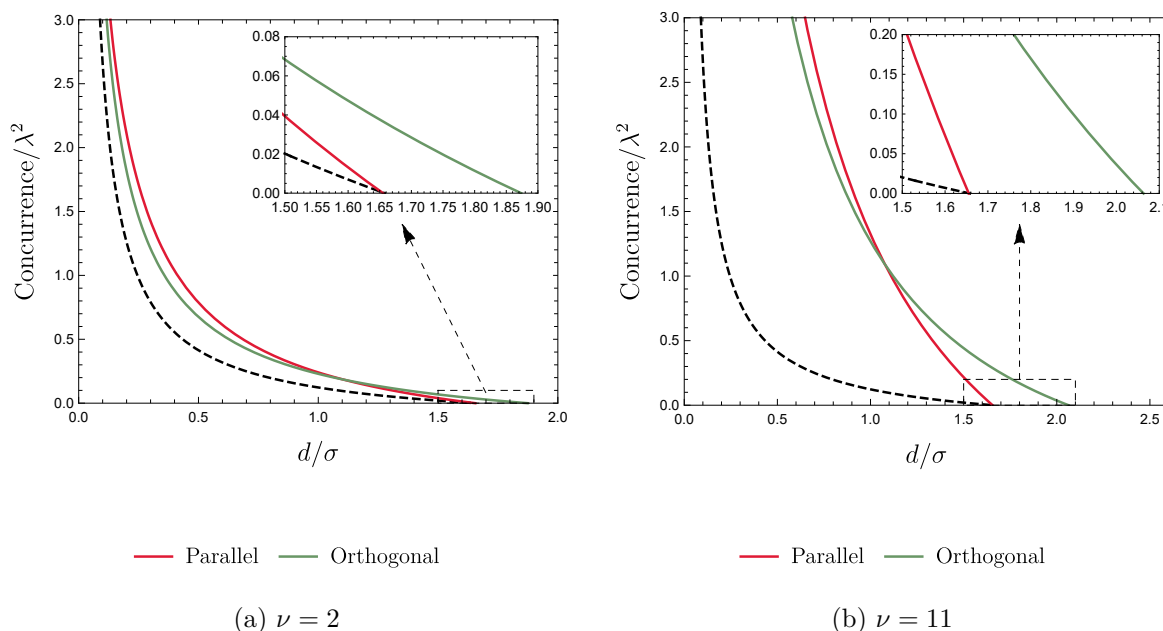 Concurrence/λ²
3.0
2.5
2.0
1.5
1.0
0.5
0.0
0.0 0.5 1.0 1.5 2.0
d/σ
0.08
0.06
0.04
0.02
0.00
1.50 1.55 1.60 1.65 1.70 1.75 1.80 1.85 1.90
Parallel Orthogonal
(a) ν = 2
Concurrence/λ²
3.0
2.5
2.0
1.5
1.0
0.5
0.0
0.0 0.5 1.0 1.5 2.0 2.5
d/σ
0.20
0.15
0.10
0.05
0.00
1.5 1.6 1.7 1.8 1.9 2.0 2.1
Parallel Orthogonal
(b) ν = 11